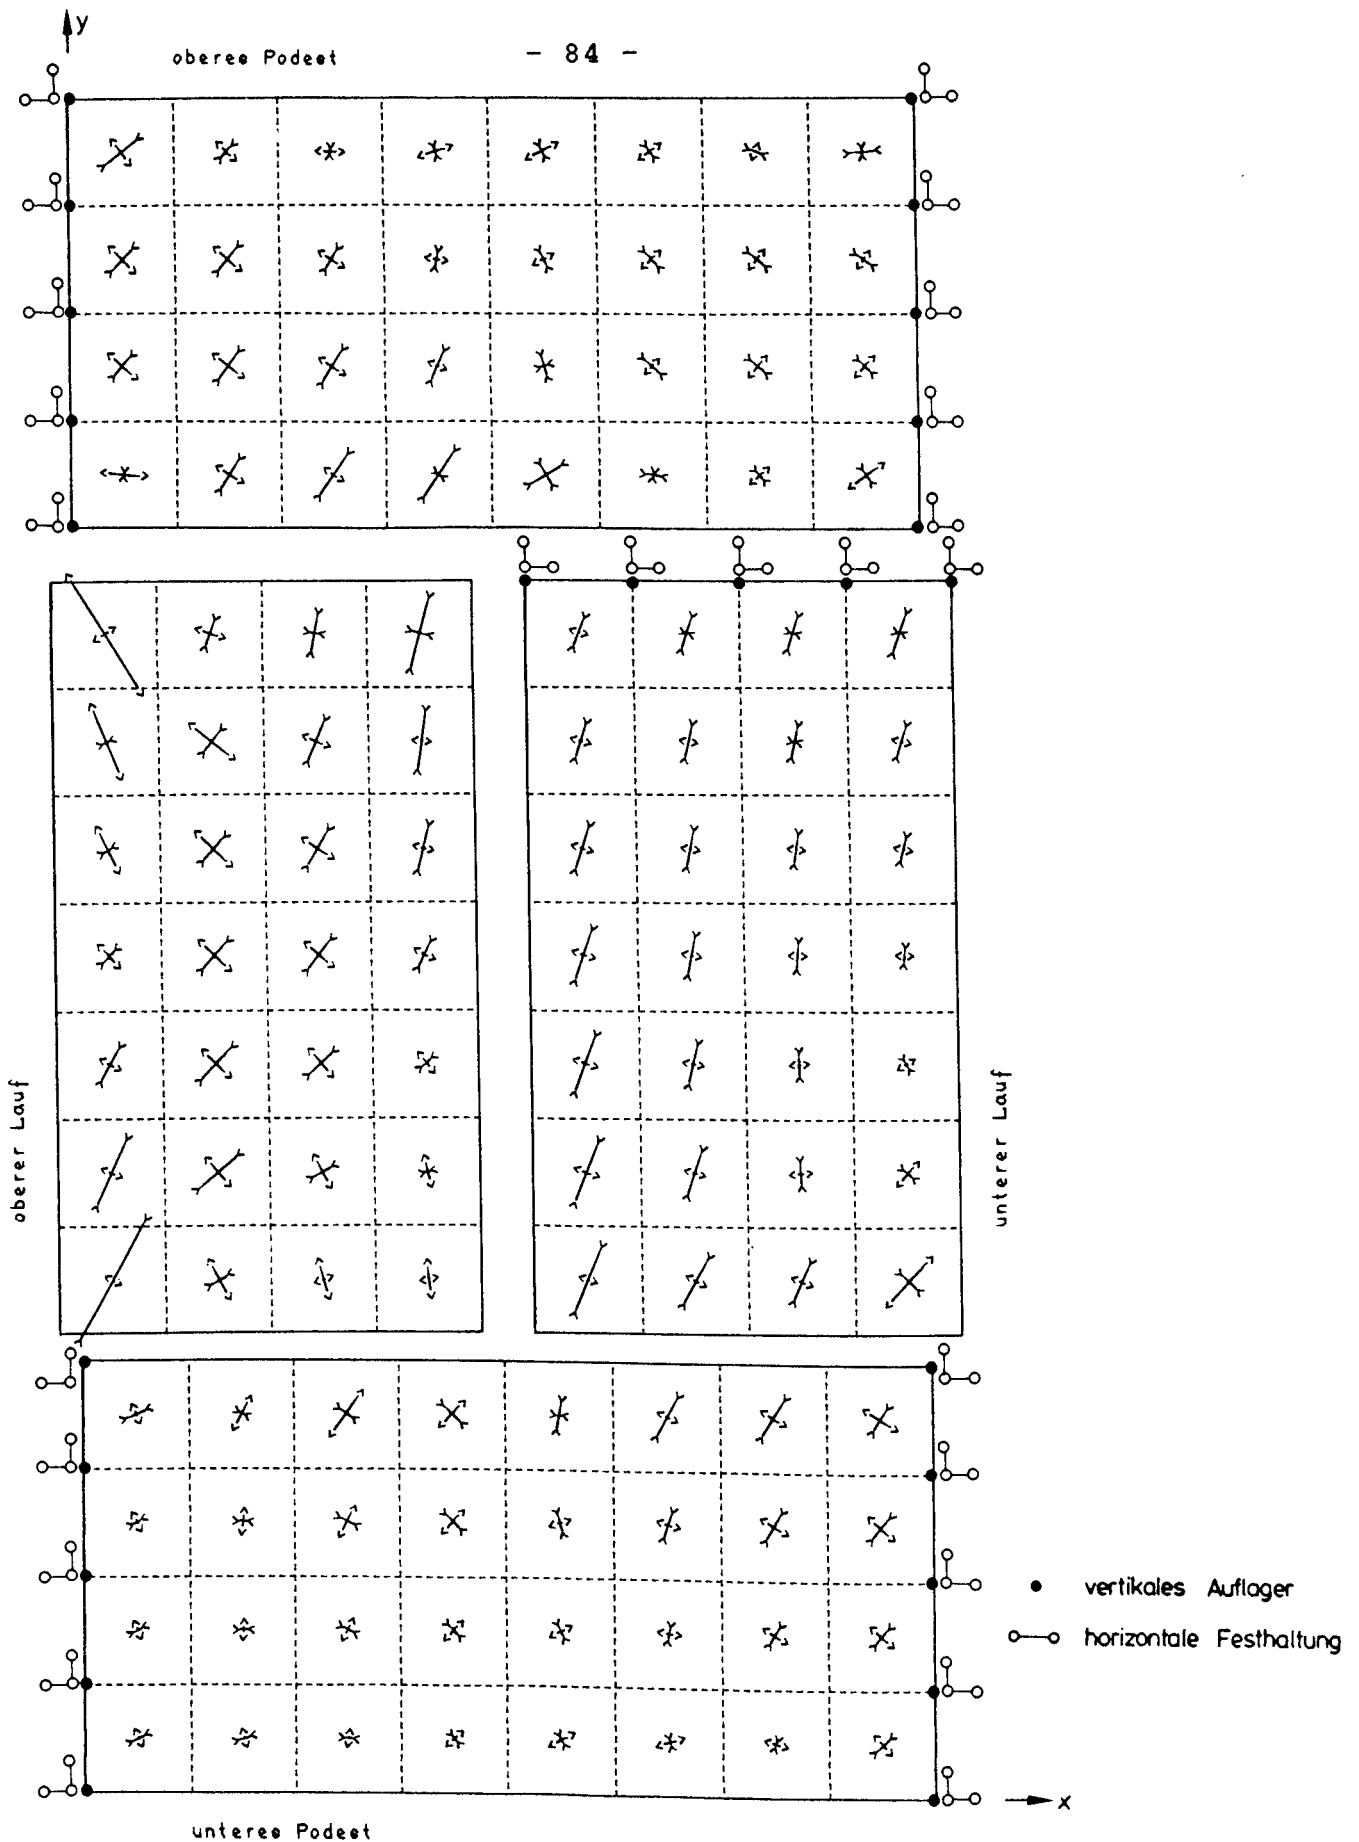 y
oberes Podest
- 84 -
oberer Lauf
unterer Lauf
vertikales Auflager
horizontale Festhaltung
x
unteres Podest